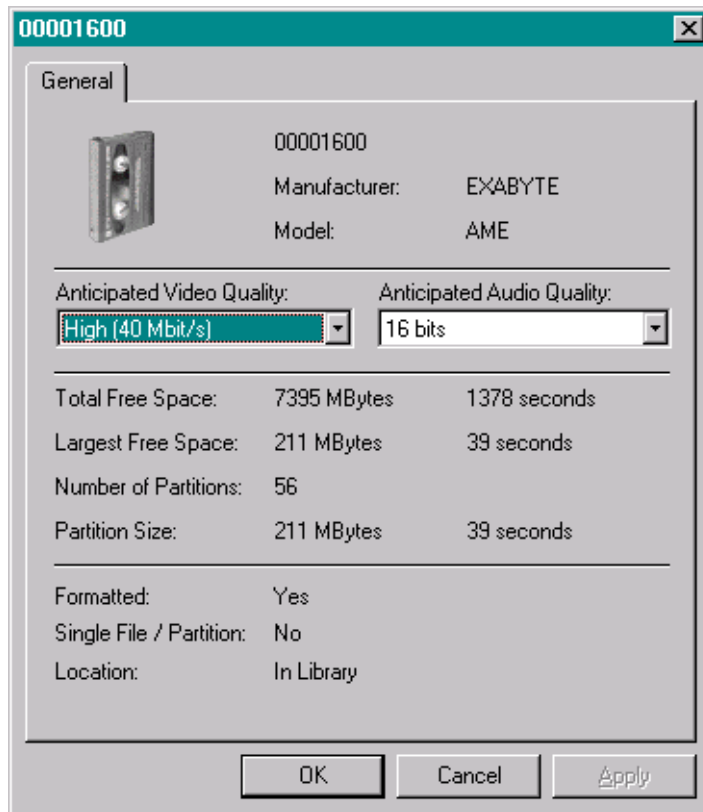 00001600
General
00001600
Manufacturer: EXABYTE
Model: AME
Anticipated Video Quality: Anticipated Audio Quality:
High (40 Mbit/s) 16 bits
Total Free Space: 7395 MBytes 1378 seconds
Largest Free Space: 211 MBytes 39 seconds
Number of Partitions: 56
Partition Size: 211 MBytes 39 seconds
Formatted: Yes
Single File / Partition: No
Location: In Library
OK Cancel Apply